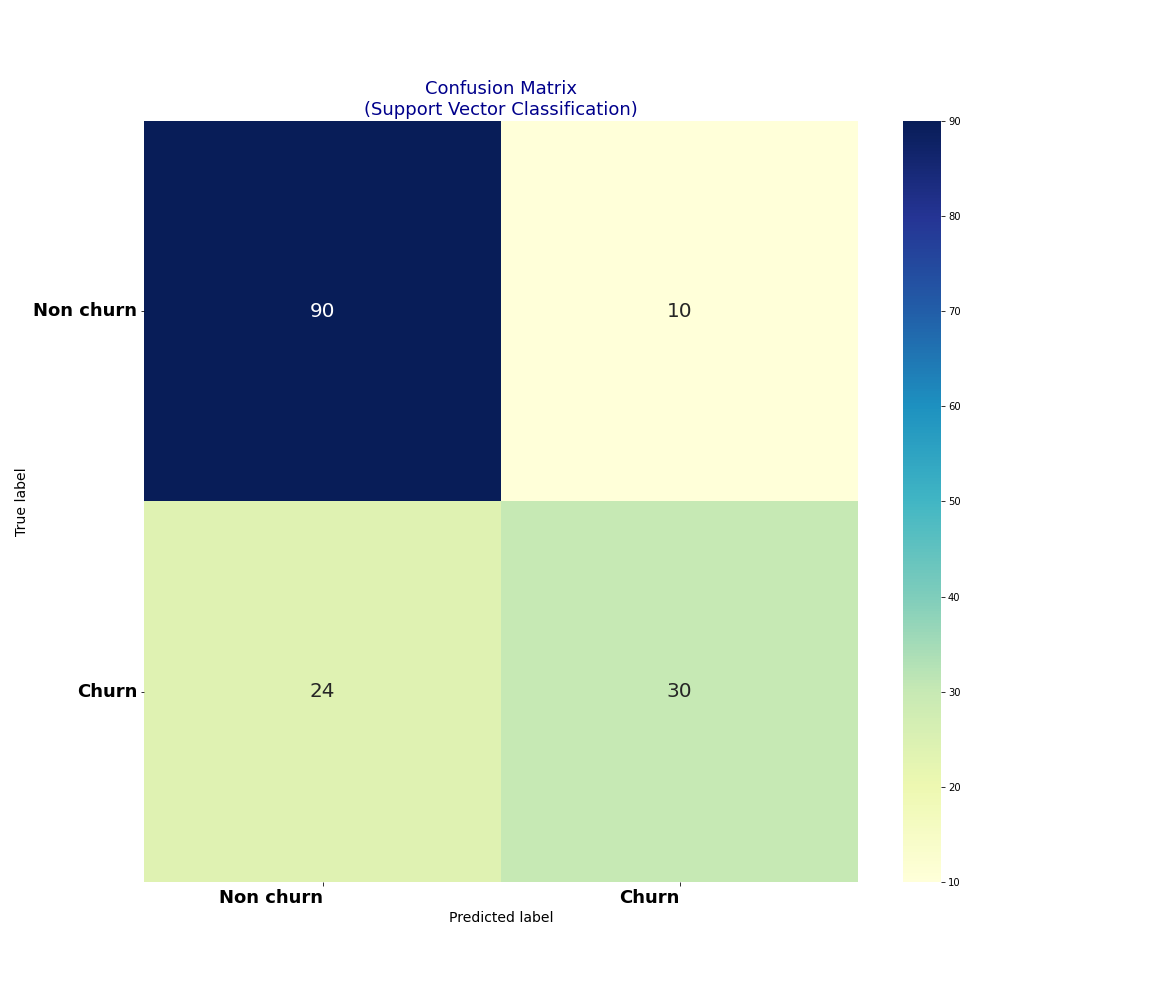 Confusion Matrix
(Support Vector Classification)
Non churn
90
10
Churn
24
30
True label
Non churn
Churn
Predicted label
90
80
70
60
50
40
30
20
10